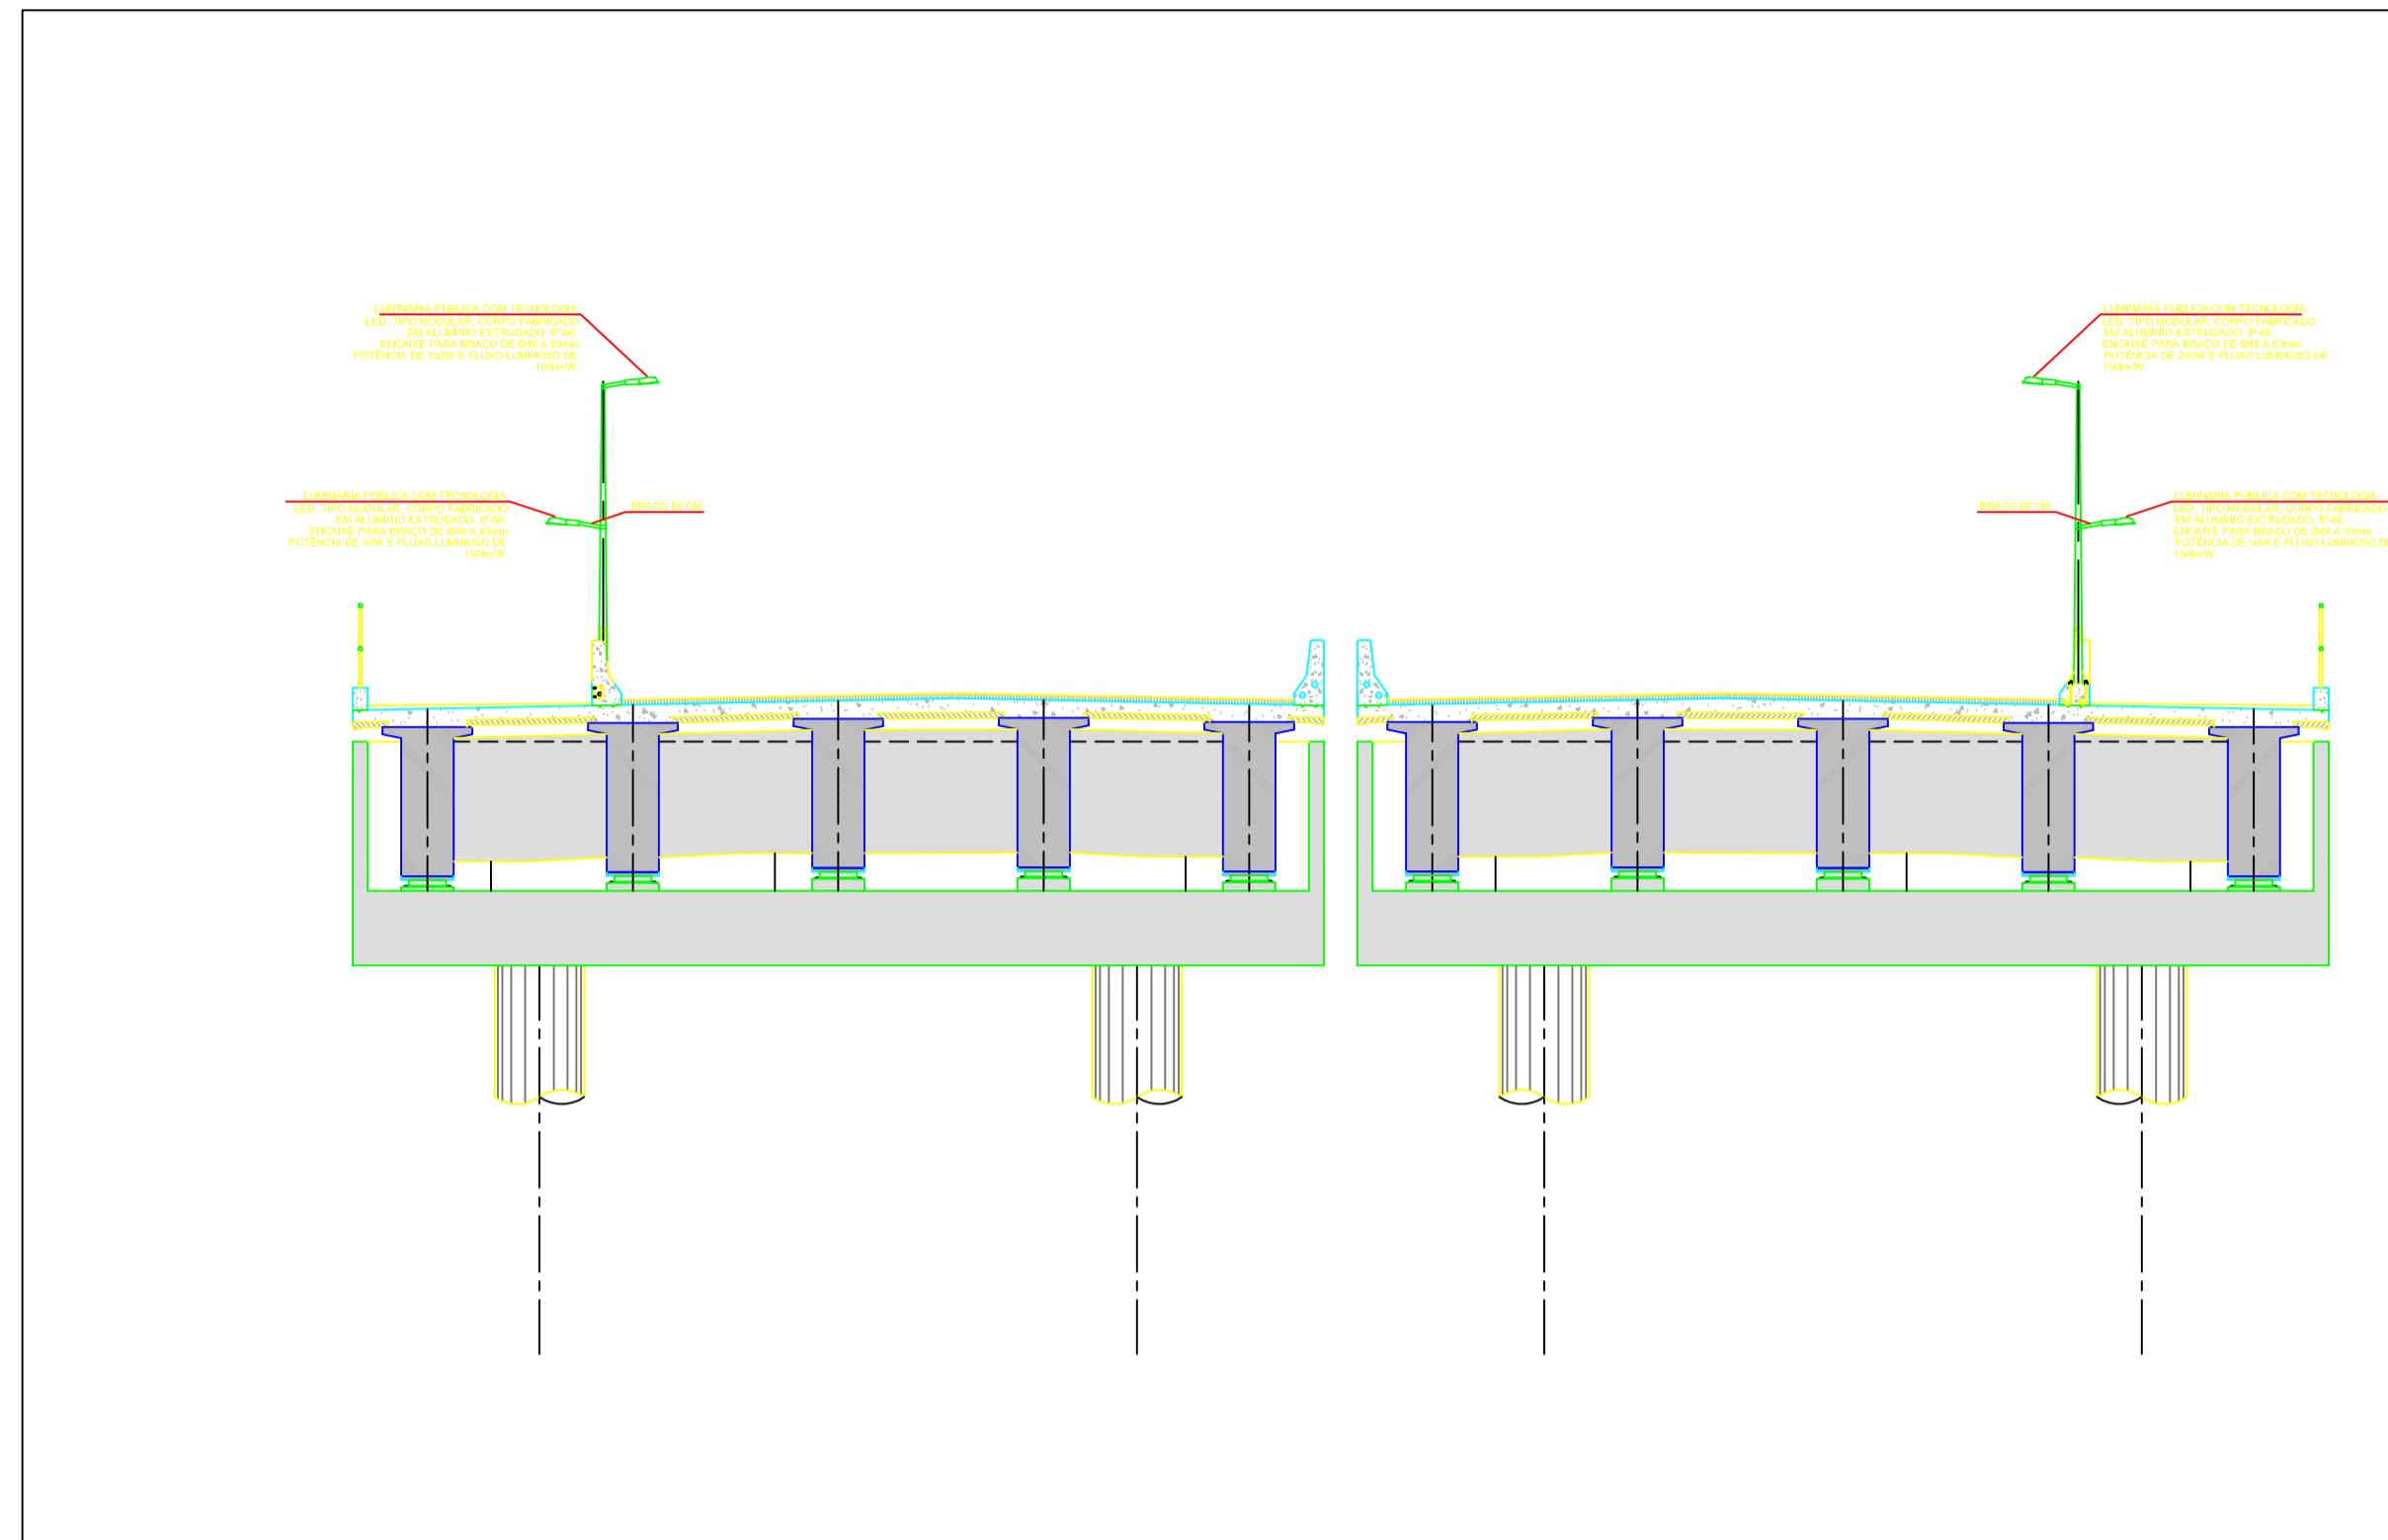 LUMINÁRIA PÚBLICA COM TECNOLOGIA
LED, TIPO MODULAR, CORPO FABRICADO
EM ALUMÍNIO EXTRUDADO, IP-66,
ENCAIXE PARA BRAÇO DE Ø48 A 63mm
POTÊNCIA DE 250W E FLUXO LUMINOSO DE
150lm/W.
LUMINÁRIA PÚBLICA COM TECNOLOGIA
LED, TIPO MODULAR, CORPO FABRICADO
EM ALUMÍNIO EXTRUDADO, IP-66,
ENCAIXE PARA BRAÇO DE Ø48 A 63mm
POTÊNCIA DE 250W E FLUXO LUMINOSO DE
150lm/W.
LUMINÁRIA PÚBLICA COM TECNOLOGIA
LED, TIPO MODULAR, CORPO FABRICADO
EM ALUMÍNIO EXTRUDADO, IP-66,
ENCAIXE PARA BRAÇO DE Ø48 A 63mm
POTÊNCIA DE 50W E FLUXO LUMINOSO DE
150lm/W.
BRAÇO 60 CM
BRAÇO 60 CM
LUMINÁRIA PÚBLICA COM TECNOLOGIA
LED, TIPO MODULAR, CORPO FABRICADO
EM ALUMÍNIO EXTRUDADO, IP-66,
ENCAIXE PARA BRAÇO DE Ø48 A 63mm
POTÊNCIA DE W E FLUXO LUMINOSO
150lm/W.